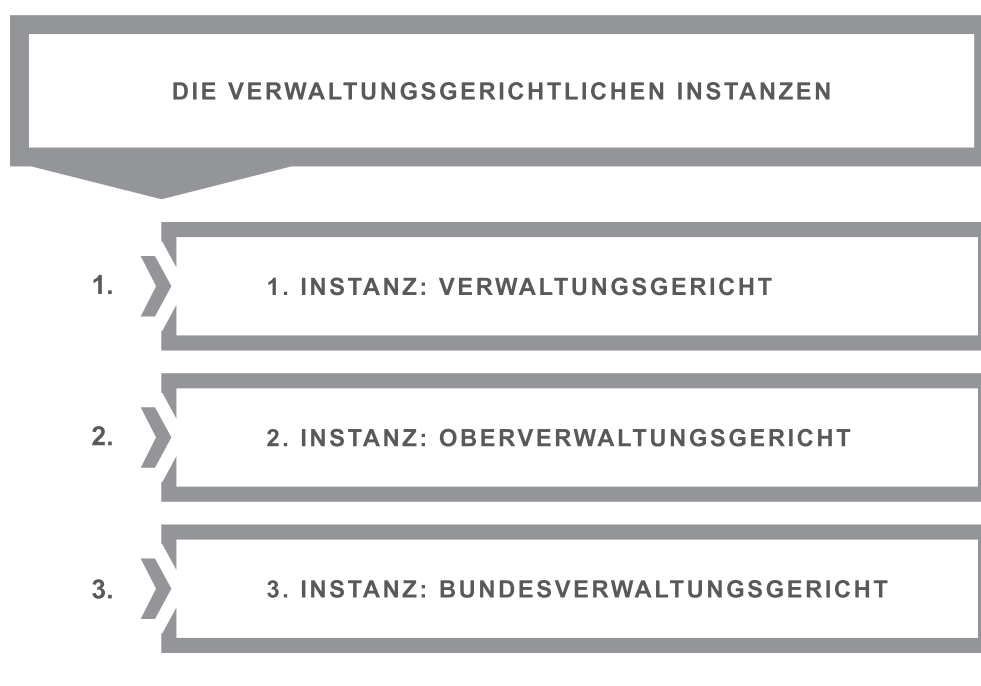 DIE VERWALTUNGSGERICHTLICHEN INSTANZEN
1. 1. INSTANZ: VERWALTUNGSGERICHT
2. 2. INSTANZ: OBERVERWALTUNGSGERICHT
3. 3. INSTANZ: BUNDESVERWALTUNGSGERICHT